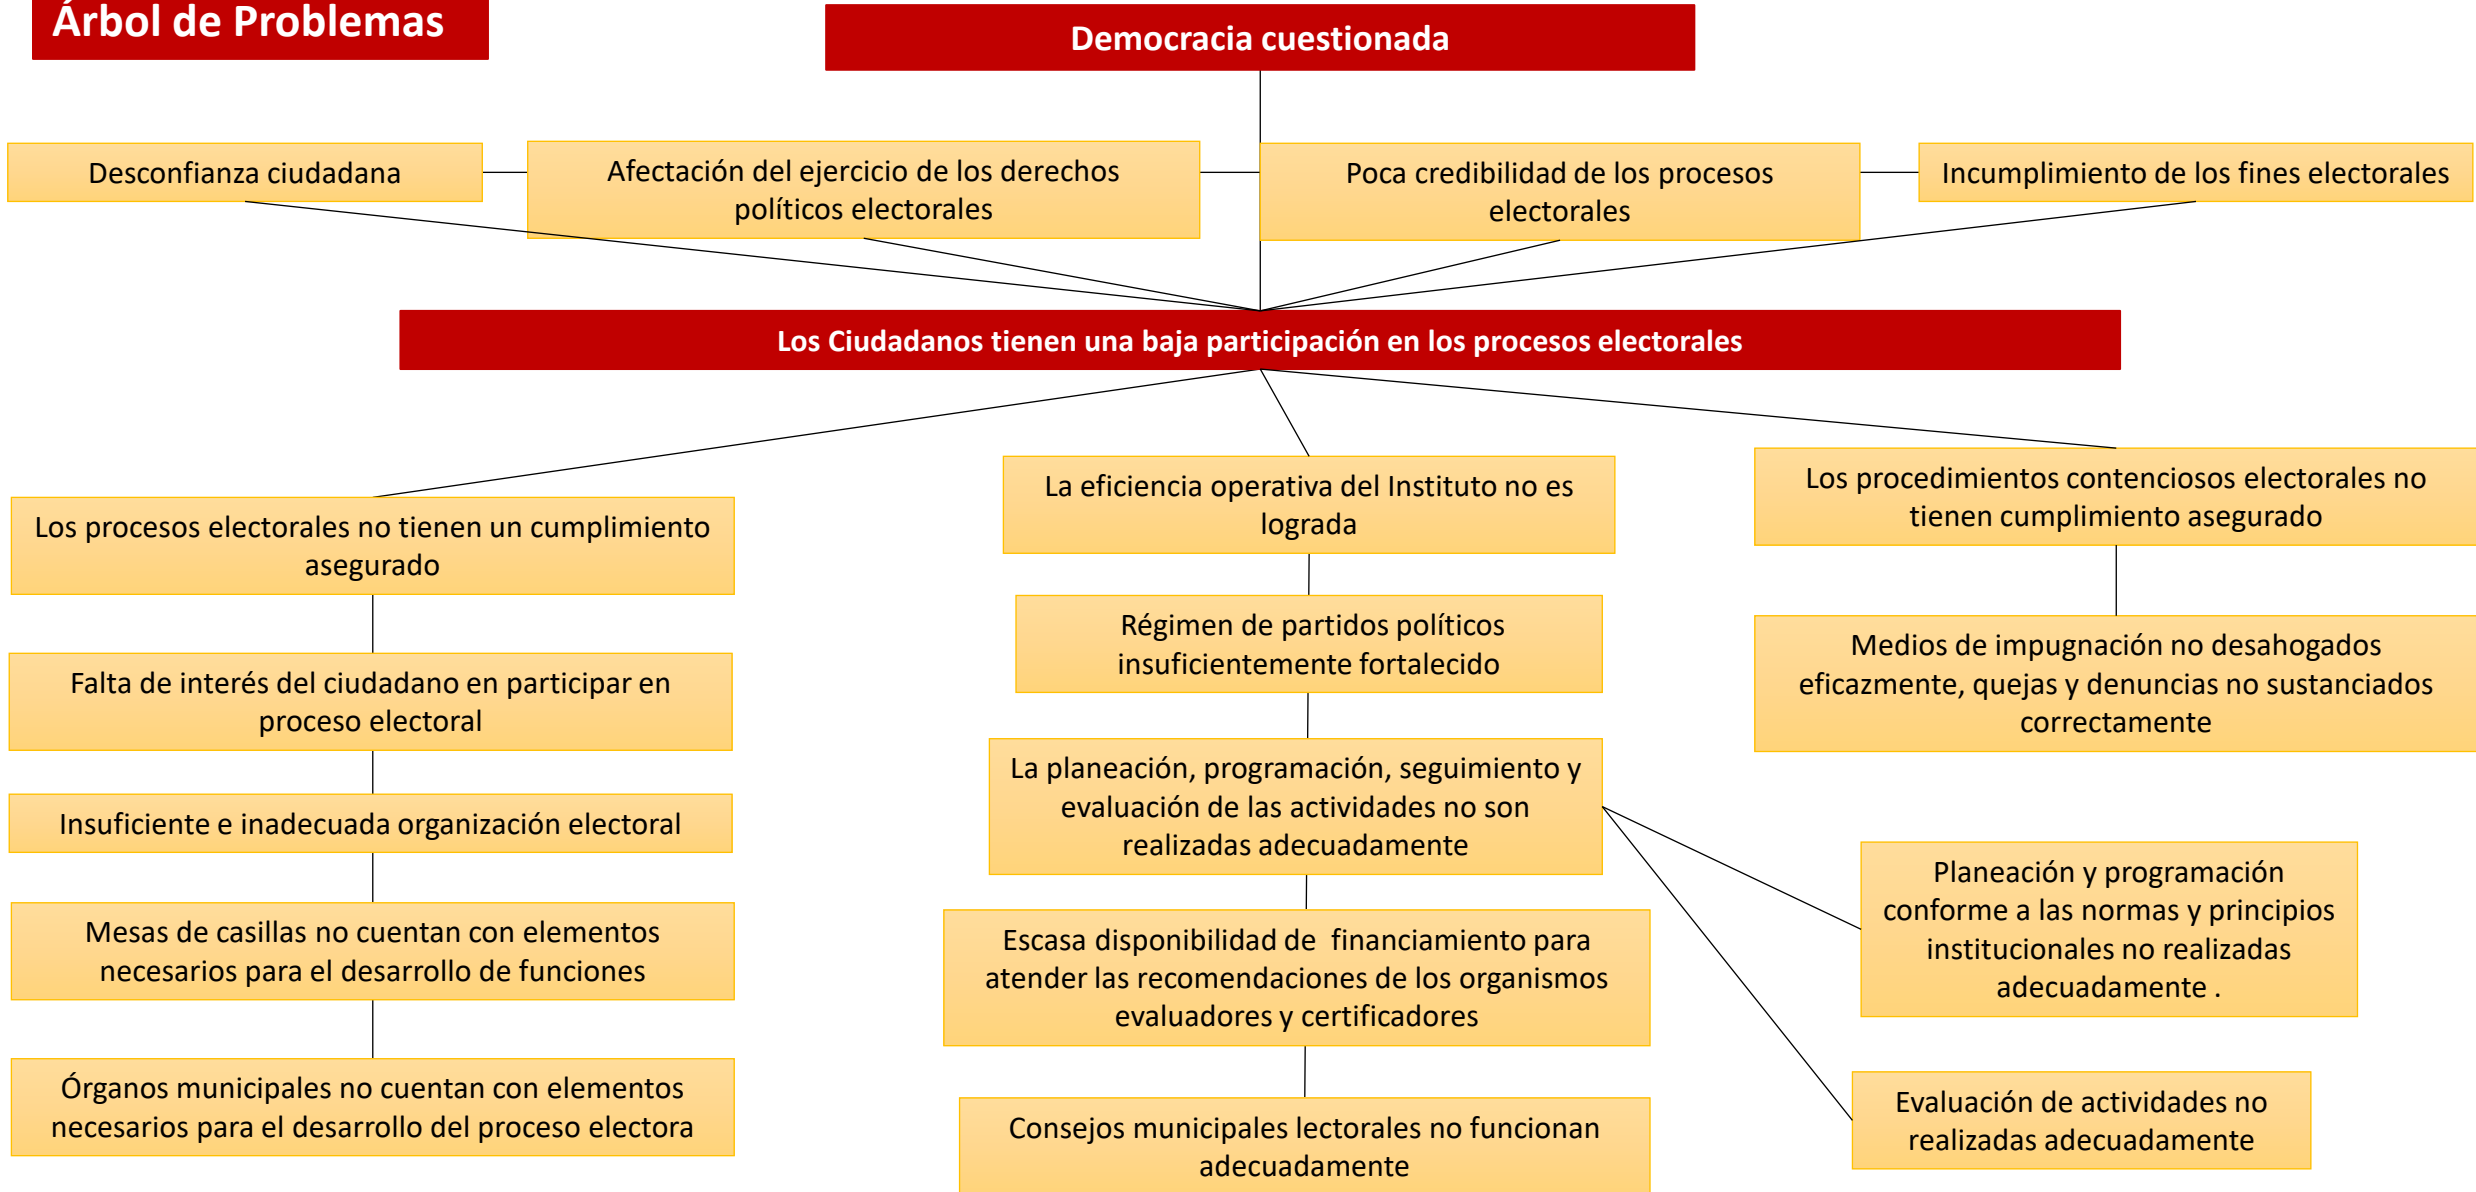 Árbol de Problemas
Democracia cuestionada
Desconfianza ciudadana
Afectación del ejercicio de los derechos
políticos electorales
Poca credibilidad de los procesos
electorales
Incumplimiento de los fines electorales
Los Ciudadanos tienen una baja participación en los procesos electorales
Los procesos electorales no tienen un cumplimiento
asegurado
Falta de interés del ciudadano en participar en
proceso electoral
Insuficiente e inadecuada organización electoral
Mesas de casillas no cuentan con elementos
necesarios para el desarrollo de funciones
Órganos municipales no cuentan con elementos
necesarios para el desarrollo del proceso electora
La eficiencia operativa del Instituto no es
lograda
Régimen de partidos políticos
insuficientemente fortalecido
La planeación, programación, seguimiento y
evaluación de las actividades no son
realizadas adecuadamente
Escasa disponibilidad de  financiamiento para
atender las recomendaciones de los organismos
evaluadores y certificadores
Consejos municipales lectorales no funcionan
adecuadamente
Los procedimientos contenciosos electorales no
tienen cumplimiento asegurado
Medios de impugnación no desahogados
eficazmente, quejas y denuncias no sustanciados
correctamente
Planeación y programación
conforme a las normas y principios
institucionales no realizadas
adecuadamente .
Evaluación de actividades no
realizadas adecuadamente